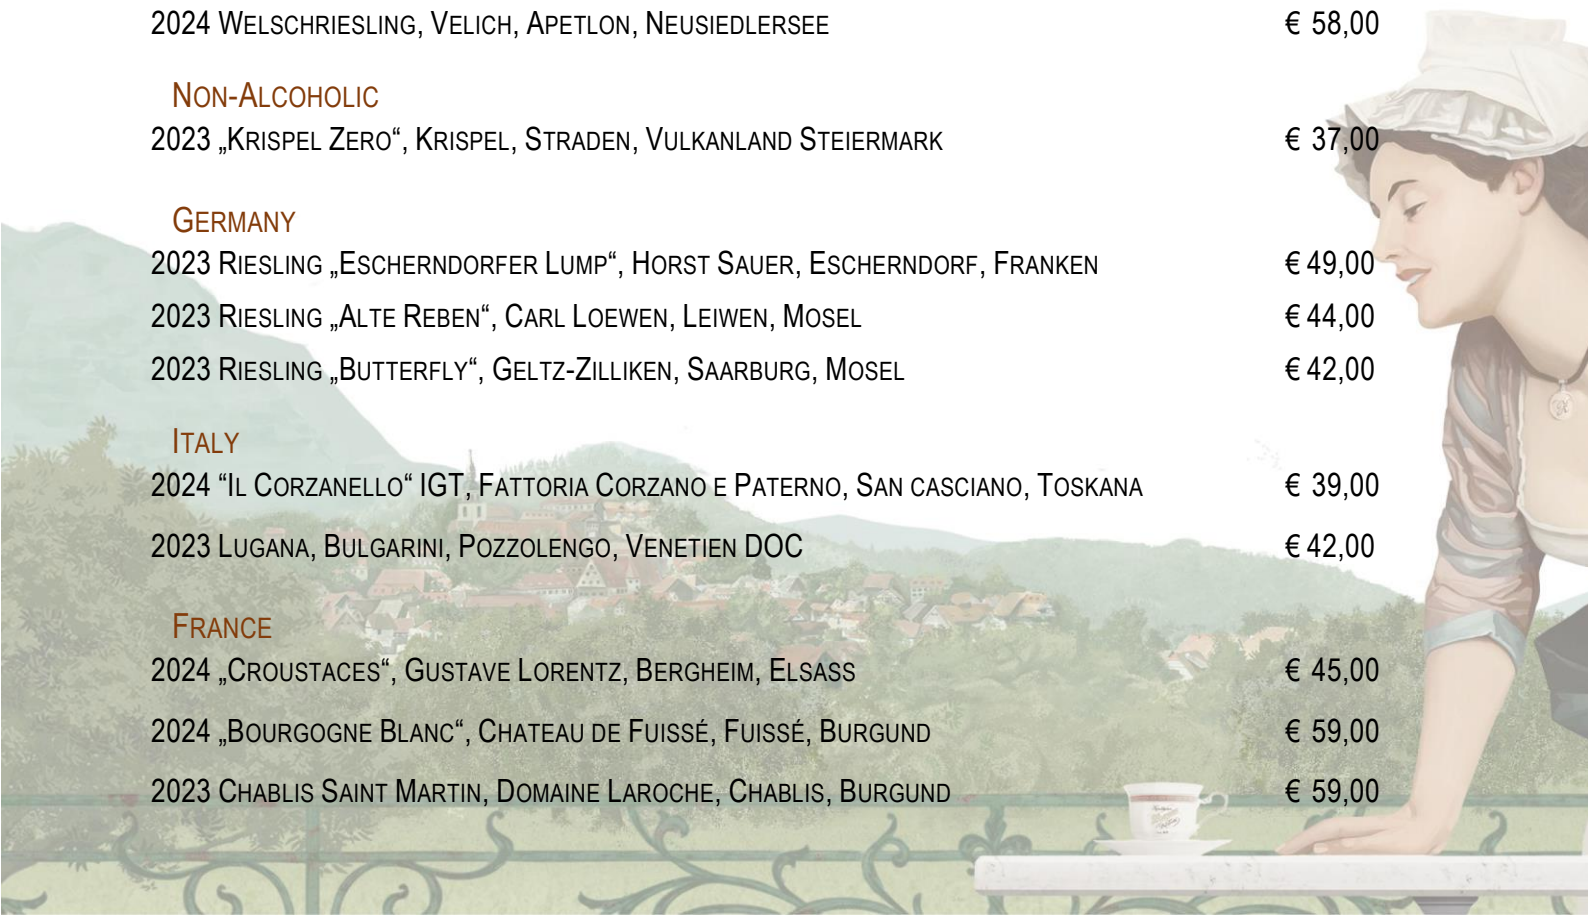 2024 Welschriesling, Velich, Apetlon, Neusiedlersee € 58,00
Non-Alcoholic
2023 „Krispel Zero“, Krispel, Straden, Vulkanland Steiermark € 37,00
Germany
2023 Riesling „Escherndorfer Lump“, Horst Sauer, Escherndorf, Franken € 49,00
2023 Riesling „Alte Reben“, Carl Loewen, Leiwen, Mosel € 44,00
2023 Riesling „Butterfly“, Geltz-Zilliken, Saarburg, Mosel € 42,00
Italy
2024 “Il Corzanello“ IGT, Fattoria Corzano e Paterno, San casciano, Toskana € 39,00
2023 Lugana, Bulgarini, Pozzolengo, Venetien DOC € 42,00
France
2024 „Croustaces“, Gustave Lorentz, Bergheim, Elsass € 45,00
2024 „Bourgogne Blanc“, Chateau de Fuissé, Fuissé, Burgund € 59,00
2023 Chablis Saint Martin, Domaine Laroche, Chablis, Burgund € 59,00